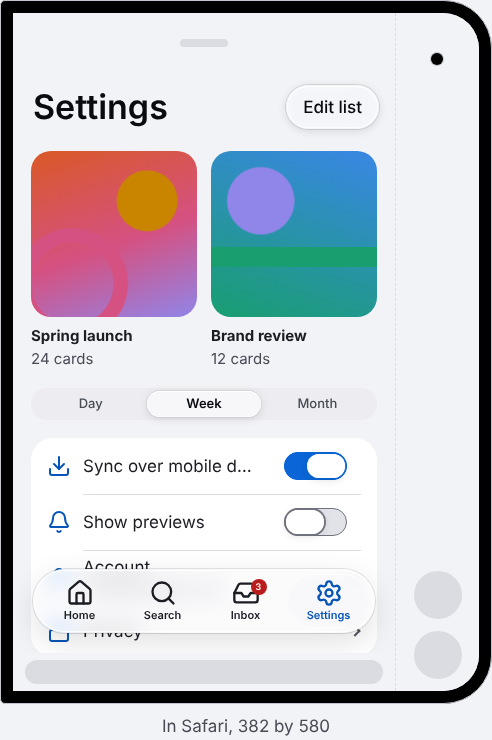 Settings
Edit list
Spring launch
24 cards
Brand review
12 cards
Day
Week
Month
Sync over mobile d...
Show previews
Account
Privacy
Home
Search
Inbox
3
Settings
In Safari, 382 by 580